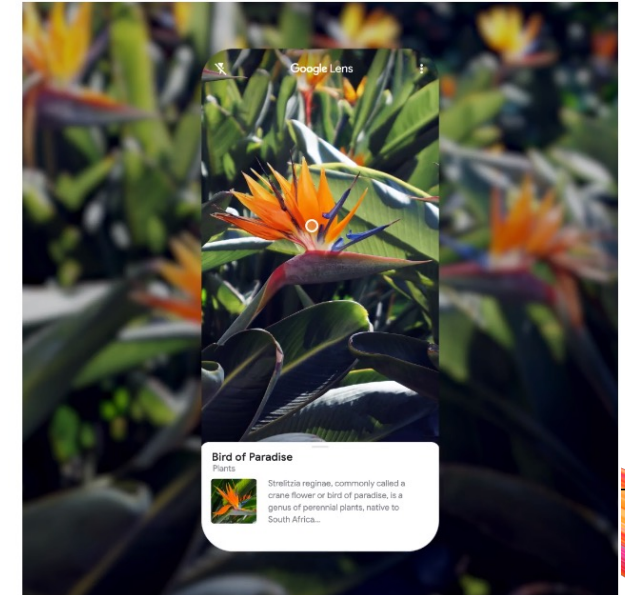 Google Lens
Bird of Paradise
Plants
Strelitzia reginae, commonly called a
crane flower or bird of paradise, is a
genus of perennial plants, native to
South Africa...